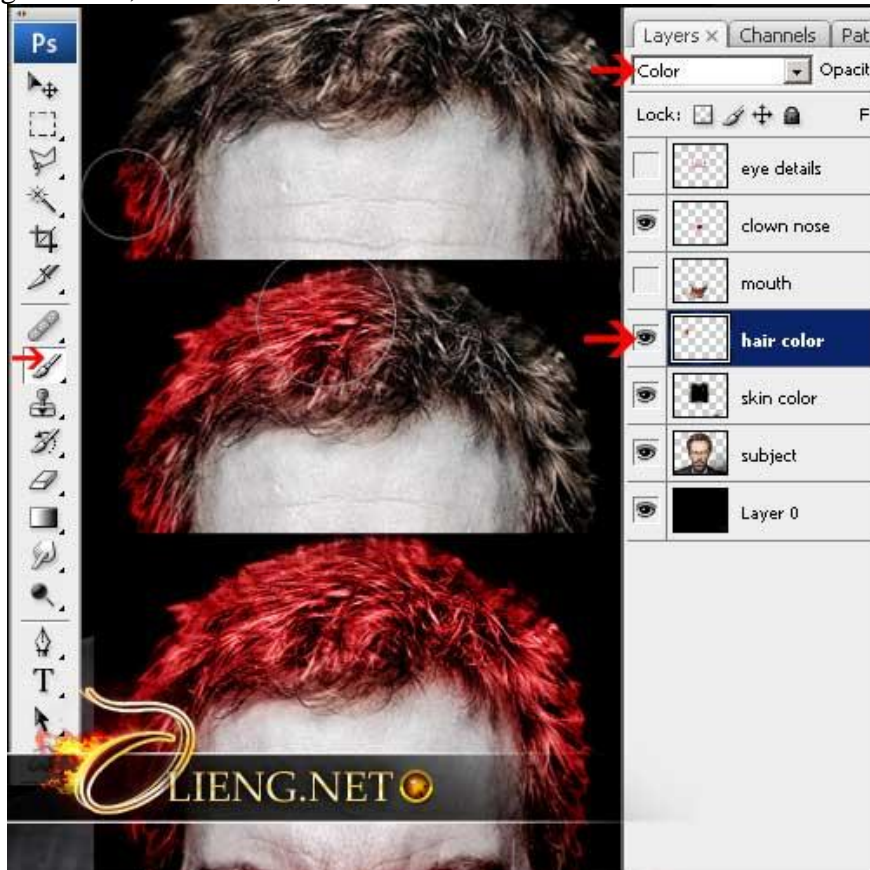 Ps
Layers × Channels Pat
Color Opacit
Lock: F
eye details
clown nose
mouth
hair color
skin color
subject
Layer 0
T
LIENG.NET